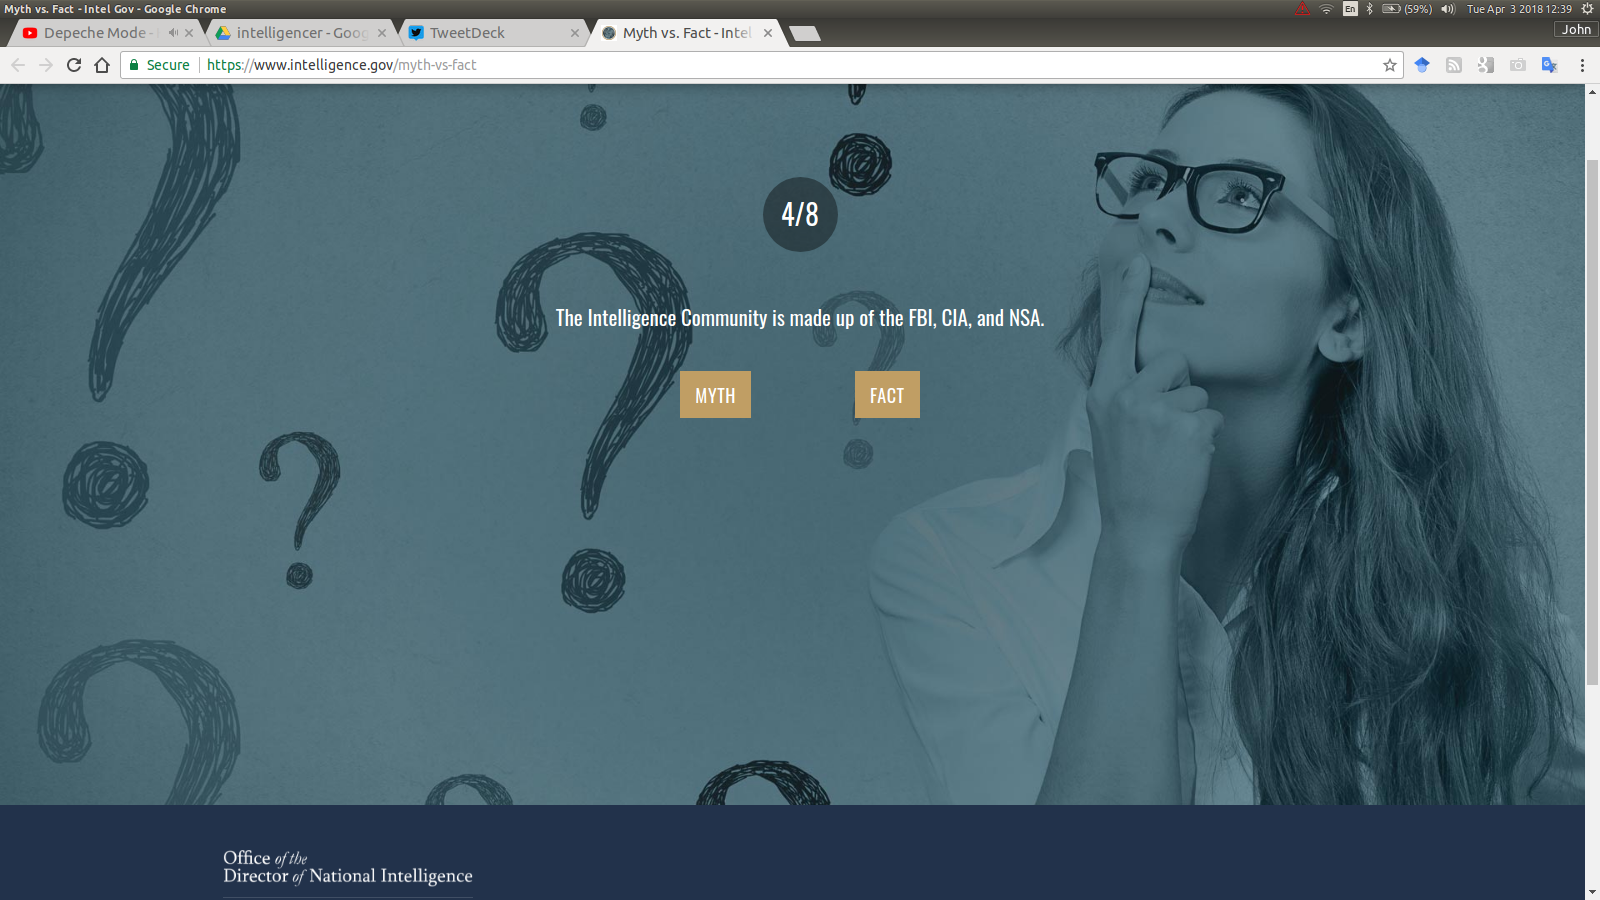 Myth vs. Fact - Intel Gov - Google Chrome
En
(59%)
Tue Apr 3 2018 12:39
Depeche Mode -
intelligencer - Goog
TweetDeck
Myth vs. Fact - Intel
John
Secure
https://www.intelligence.gov/myth-vs-fact
4/8
The Intelligence Community is made up of the FBI, CIA, and NSA.
MYTH
FACT
Office of the
Director of National Intelligence